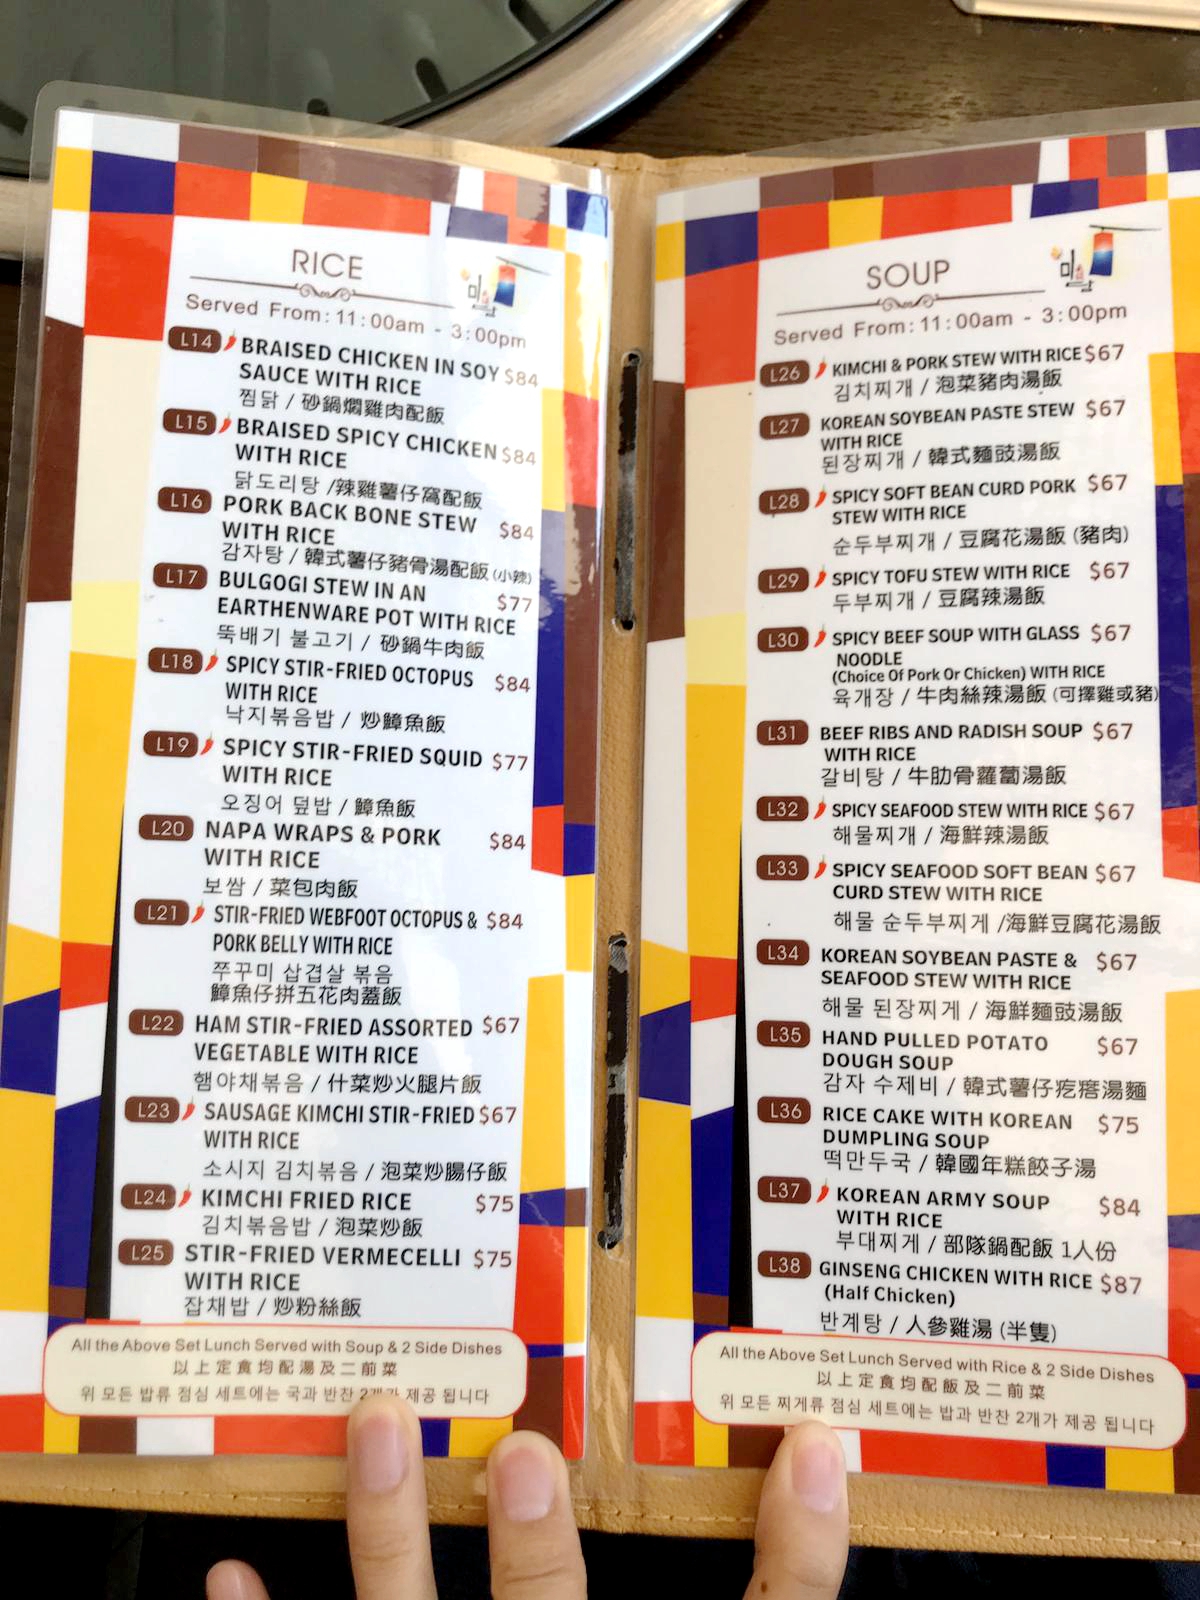 RICE
Served From: 11:00am - 3:00pm
L14 BRAISED CHICKEN IN SOY $84
SAUCE WITH RICE
찜닭 / 砂鍋燜雞肉配飯
L15 BRAISED SPICY CHICKEN $84
WITH RICE
닭도리탕 /辣雞薯仔窩配飯
L16 PORK BACK BONE STEW $84
WITH RICE
감자탕 / 韓式薯仔豬骨湯配飯 (小辣)
L17 BULGOGI STEW IN AN $77
EARTHENWARE POT WITH RICE
뚝배기 불고기 / 砂鍋牛肉飯
L18 SPICY STIR-FRIED OCTOPUS $84
WITH RICE
낙지볶음밥 / 炒鱆魚飯
L19 SPICY STIR-FRIED SQUID $77
WITH RICE
오징어 덮밥 / 鱆魚飯
L20 NAPA WRAPS & PORK $84
WITH RICE
보쌈 / 菜包肉飯
L21 STIR-FRIED WEBFOOT OCTOPUS & $84
PORK BELLY WITH RICE
쭈꾸미 삽겹살 볶음
鱆魚仔拼五花肉蓋飯
L22 HAM STIR-FRIED ASSORTED $67
VEGETABLE WITH RICE
햄야채볶음 / 什菜炒火腿片飯
L23 SAUSAGE KIMCHI STIR-FRIED $67
WITH RICE
소시지 김치볶음 / 泡菜炒腸仔飯
L24 KIMCHI FRIED RICE $75
김치볶음밥 / 泡菜炒飯
L25 STIR-FRIED VERMECELLI $75
WITH RICE
잡채밥 / 炒粉絲飯
All the Above Set Lunch Served with Soup & 2 Side Dishes
以上定食均配湯及二前菜
위 모든 밥류 점심 세트에는 국과 반찬 2개가 제공 됩니다
SOUP
Served From: 11:00am - 3:00pm
L26 KIMCHI & PORK STEW WITH RICE $67
김치찌개 / 泡菜豬肉湯飯
L27 KOREAN SOYBEAN PASTE STEW $67
WITH RICE
된장찌개 / 韓式麵豉湯飯
L28 SPICY SOFT BEAN CURD PORK $67
STEW WITH RICE
순두부찌개 / 豆腐花湯飯 (豬肉)
L29 SPICY TOFU STEW WITH RICE $67
두부찌개 / 豆腐辣湯飯
L30 SPICY BEEF SOUP WITH GLASS $67
NOODLE
(Choice Of Pork Or Chicken) WITH RICE
육개장 / 牛肉絲辣湯飯 (可擇雞或豬)
L31 BEEF RIBS AND RADISH SOUP $67
WITH RICE
갈비탕 / 牛肋骨蘿蔔湯飯
L32 SPICY SEAFOOD STEW WITH RICE $67
해물찌개 / 海鮮辣湯飯
L33 SPICY SEAFOOD SOFT BEAN $67
CURD STEW WITH RICE
해물 순두부찌게 /海鮮豆腐花湯飯
L34 KOREAN SOYBEAN PASTE & $67
SEAFOOD STEW WITH RICE
해물 된장찌게 / 海鮮麵豉湯飯
L35 HAND PULLED POTATO $67
DOUGH SOUP
감자 수제비 / 韓式薯仔疙瘩湯麵
L36 RICE CAKE WITH KOREAN $75
DUMPLING SOUP
떡만두국 / 韓國年糕餃子湯
L37 KOREAN ARMY SOUP $84
WITH RICE
부대찌게 / 部隊鍋配飯 1人份
L38 GINSENG CHICKEN WITH RICE $87
(Half Chicken)
반계탕 / 人參雞湯 (半隻)
All the Above Set Lunch Served with Rice & 2 Side Dishes
以上定食均配飯及二前菜
위 모든 찌게류 점심 세트에는 밥과 반찬 2개가 제공 됩니다